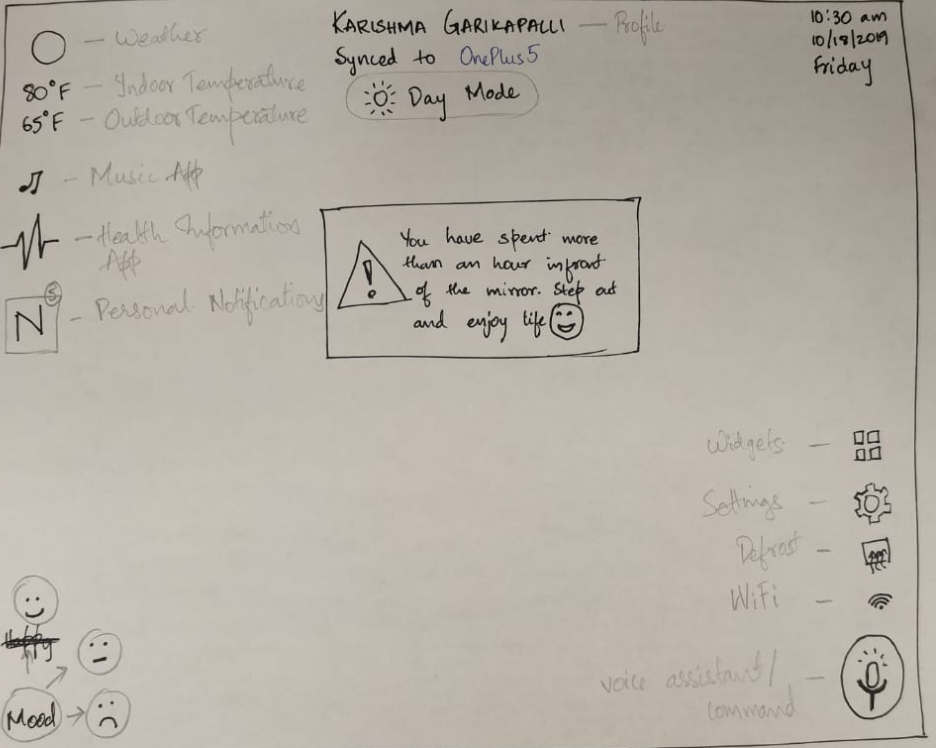 KARISHMA GARIKAPALLI — Profile
Synced to OnePlus5
Day Mode
10:30 am
10/18/2019
Friday
— Weather
80°F — Indoor Temperature
65°F — Outdoor Temperature
— Music App
— Health Information
App
N 5 — Personal Notifications
! You have spent more
than an hour infront
of the mirror. Step out
and enjoy life
Widgets —
Settings —
Defrost —
WiFi —
voice assistant/ —
command
Happy
Mood